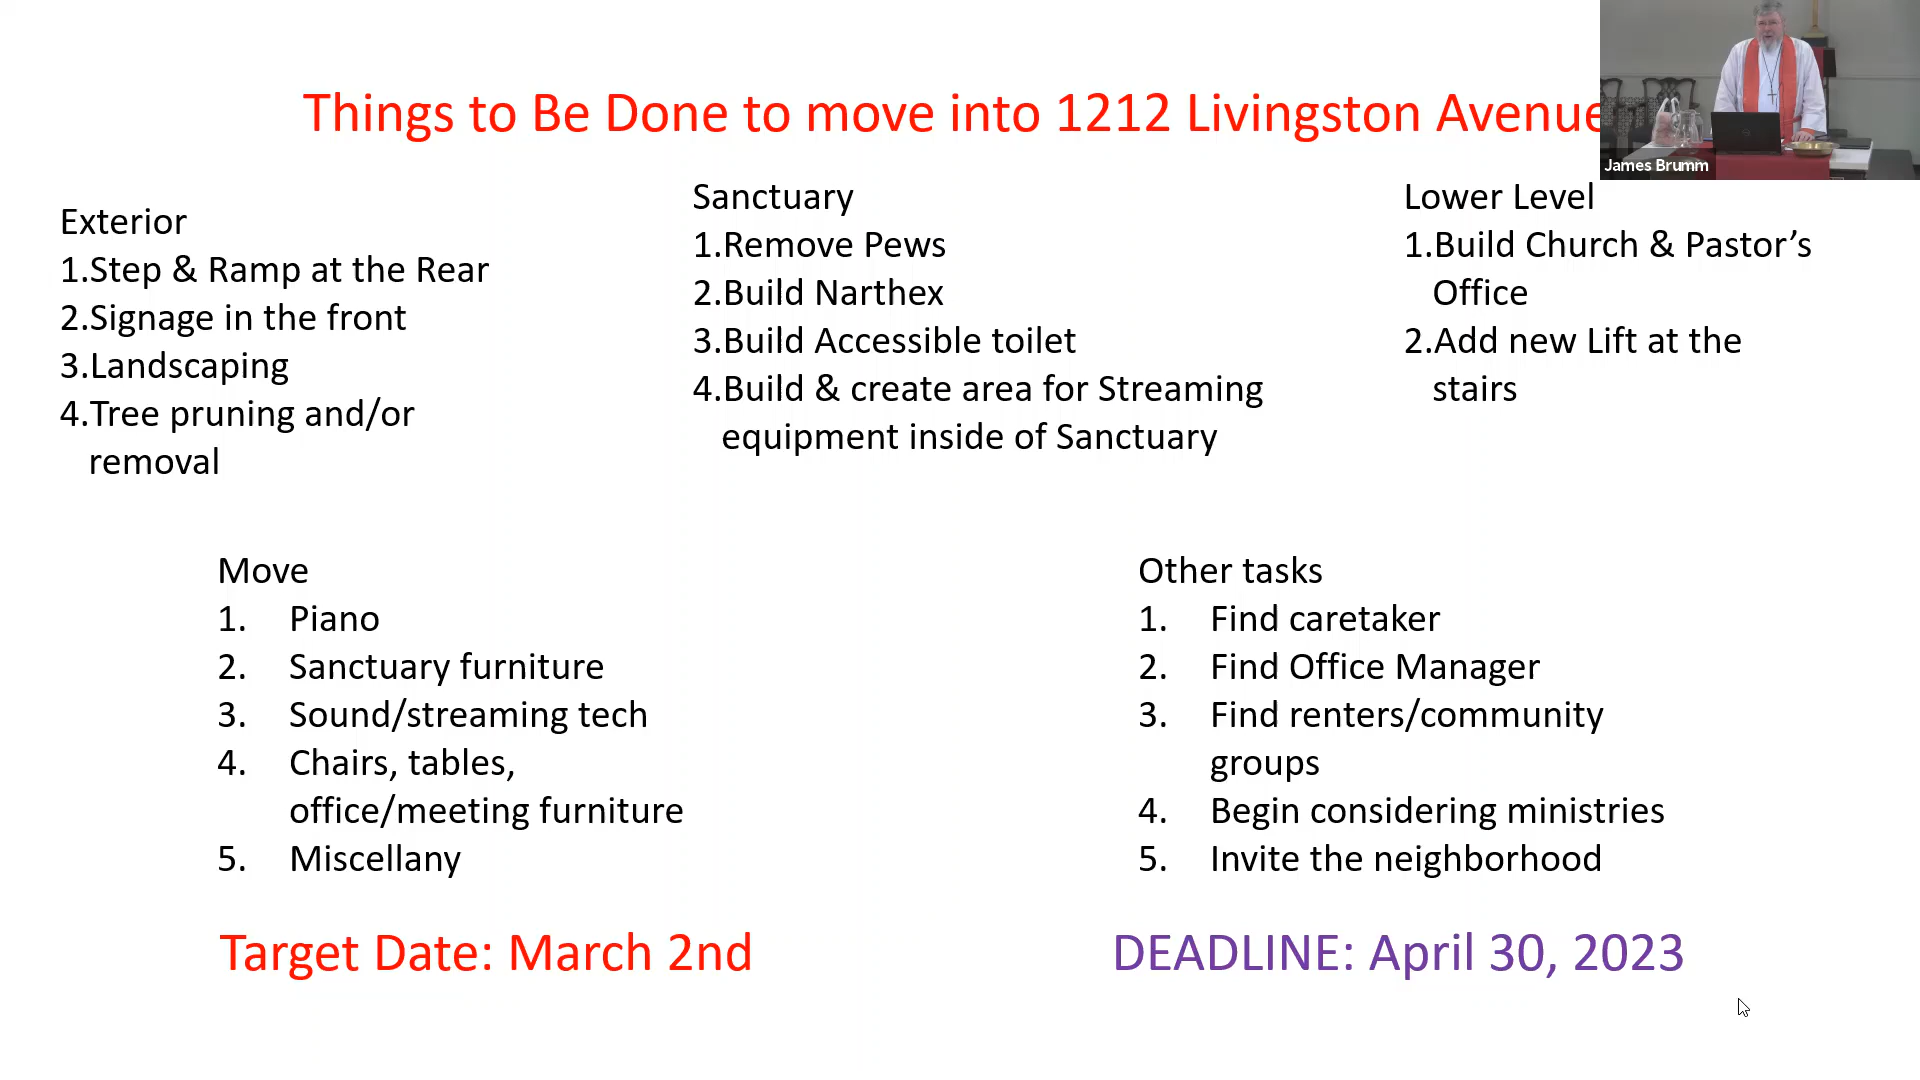 Things to Be Done to move into 1212 Livingston Avenue
James Brumm
Exterior
1.Step & Ramp at the Rear
2.Signage in the front
3.Landscaping
4.Tree pruning and/or
removal
Sanctuary
1.Remove Pews
2.Build Narthex
3.Build Accessible toilet
4.Build & create area for Streaming
equipment inside of Sanctuary
Lower Level
1.Build Church & Pastor’s
Office
2.Add new Lift at the
stairs
Move
1. Piano
2. Sanctuary furniture
3. Sound/streaming tech
4. Chairs, tables,
office/meeting furniture
5. Miscellany
Other tasks
1. Find caretaker
2. Find Office Manager
3. Find renters/community
groups
4. Begin considering ministries
5. Invite the neighborhood
Target Date: March 2nd
DEADLINE: April 30, 2023